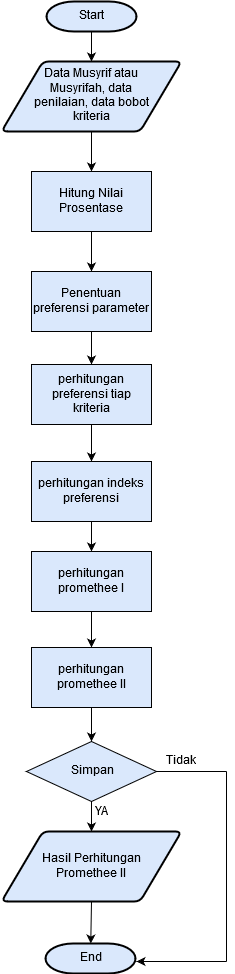 Start
Data Musyrif atau
Musyrifah, data
penilaian, data bobot
kriteria
Hitung Nilai
Prosentase
Penentuan
preferensi parameter
perhitungan
preferensi tiap
kriteria
perhitungan indeks
preferensi
perhitungan
promethee I
perhitungan
promethee II
Simpan
Tidak
YA
Hasil Perhitungan
Promethee II
End